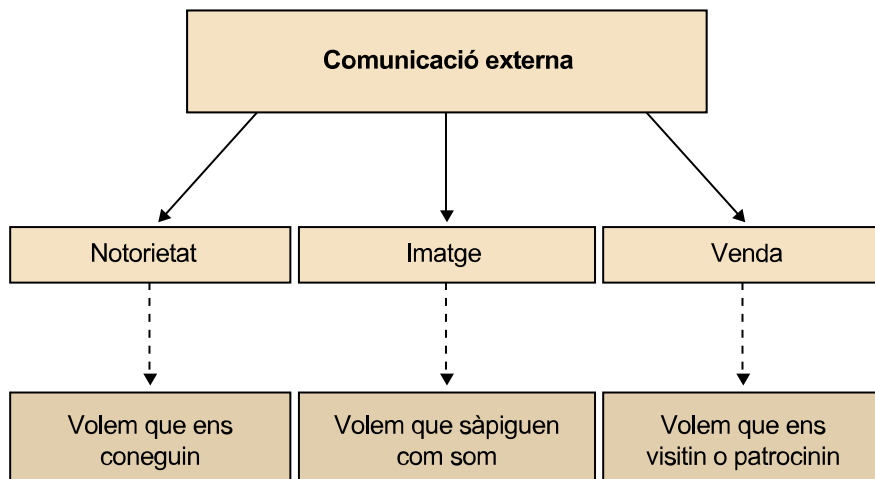 Comunicació externa
Notorietat
Imatge
Venda
Volem que ens
coneguin
Volem que sàpiguen
com som
Volem que ens
visitin o patrocinin